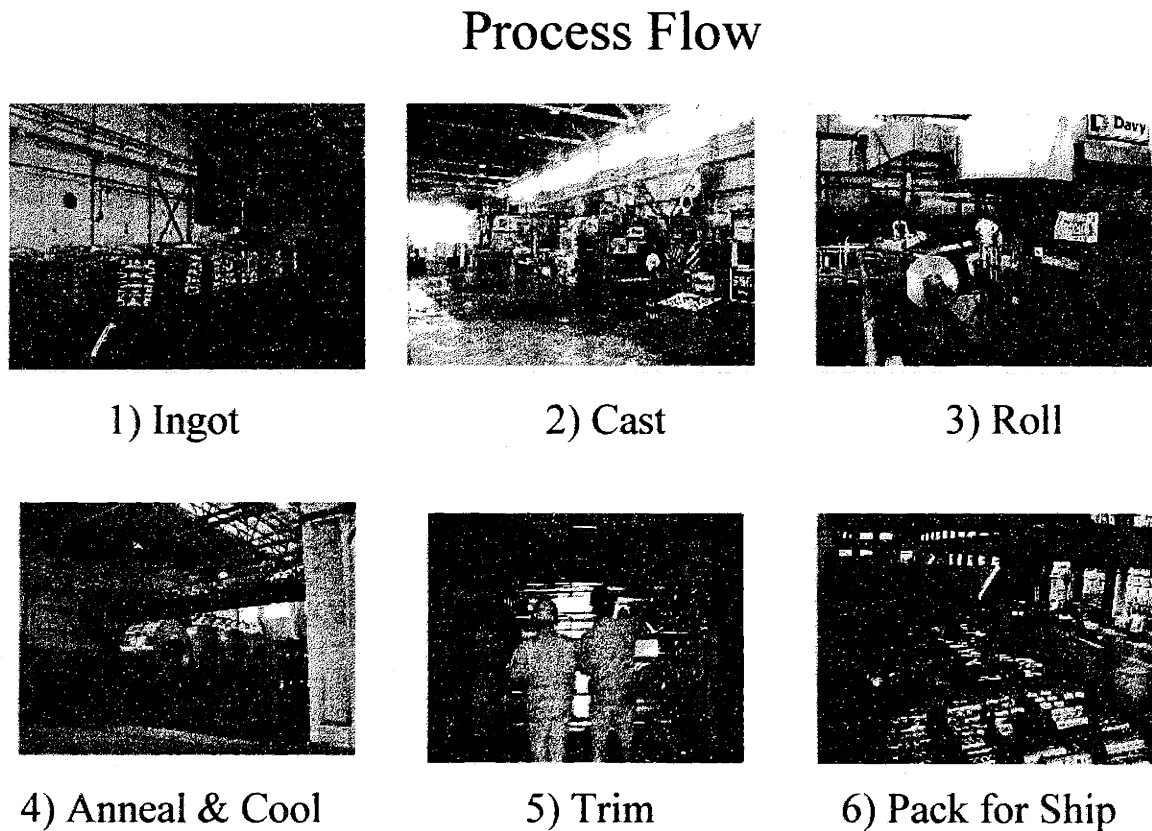 Process Flow
Davy
1) Ingot
2) Cast
3) Roll
4) Anneal & Cool
5) Trim
6) Pack for Ship